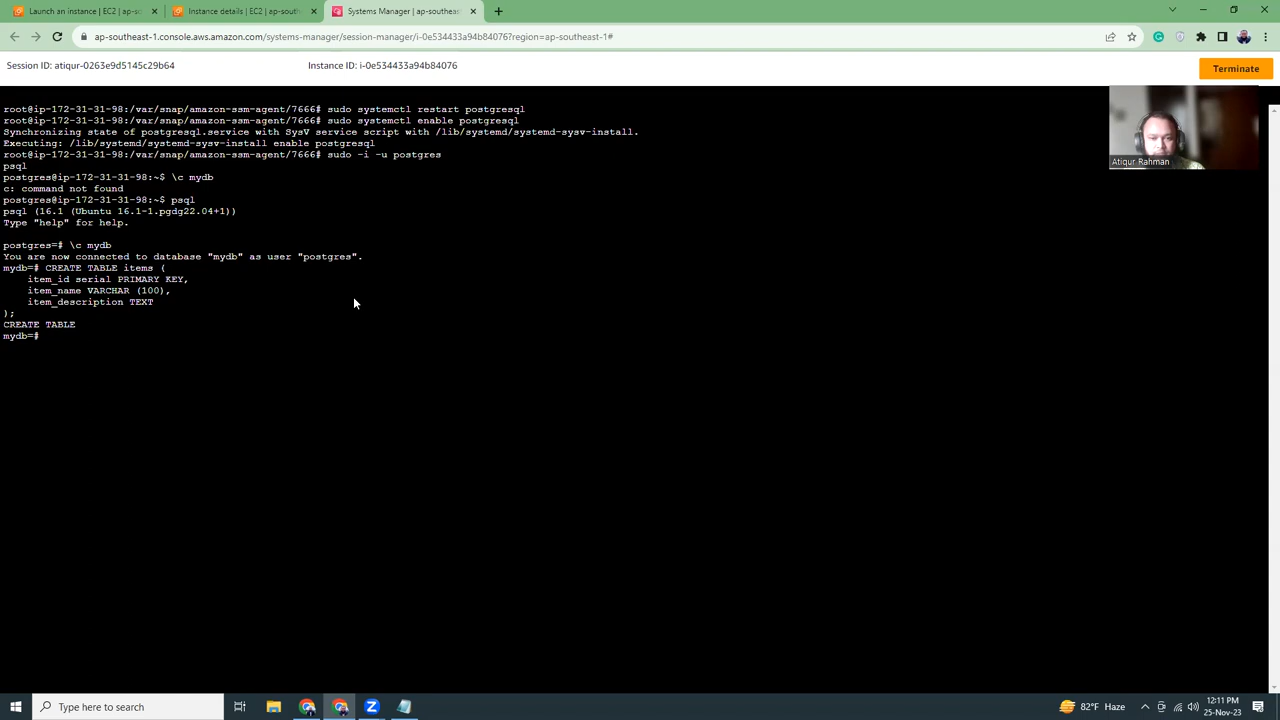 Launch an instance | EC2 | ap-so
Instance details | EC2 | ap-south
Systems Manager | ap-southeas
ap-southeast-1.console.aws.amazon.com/systems-manager/session-manager/i-0e534433a94b84076?region=ap-southeast-1#
Session ID: atiqur-0263e9d5145c29b64
Instance ID: i-0e534433a94b84076
Terminate
root@ip-172-31-31-98:/var/snap/amazon-ssm-agent/7666# sudo systemctl restart postgresql
root@ip-172-31-31-98:/var/snap/amazon-ssm-agent/7666# sudo systemctl enable postgresql
Synchronizing state of postgresql.service with SysV service script with /lib/systemd/systemd-sysv-install.
Executing: /lib/systemd/systemd-sysv-install enable postgresql
root@ip-172-31-31-98:/var/snap/amazon-ssm-agent/7666# sudo -i -u postgres
psql
postgres@ip-172-31-31-98:~$ \c mydb
c: command not found
postgres@ip-172-31-31-98:~$ psql
psql (16.1 (Ubuntu 16.1-1.pgdg22.04+1))
Type "help" for help.
postgres=# \c mydb
You are now connected to database "mydb" as user "postgres".
mydb=# CREATE TABLE items (
item_id serial PRIMARY KEY,
item_name VARCHAR (100),
item_description TEXT
);
CREATE TABLE
mydb=#
Atiqur Rahman
Type here to search
82°F Haze
12:11 PM
25-Nov-23